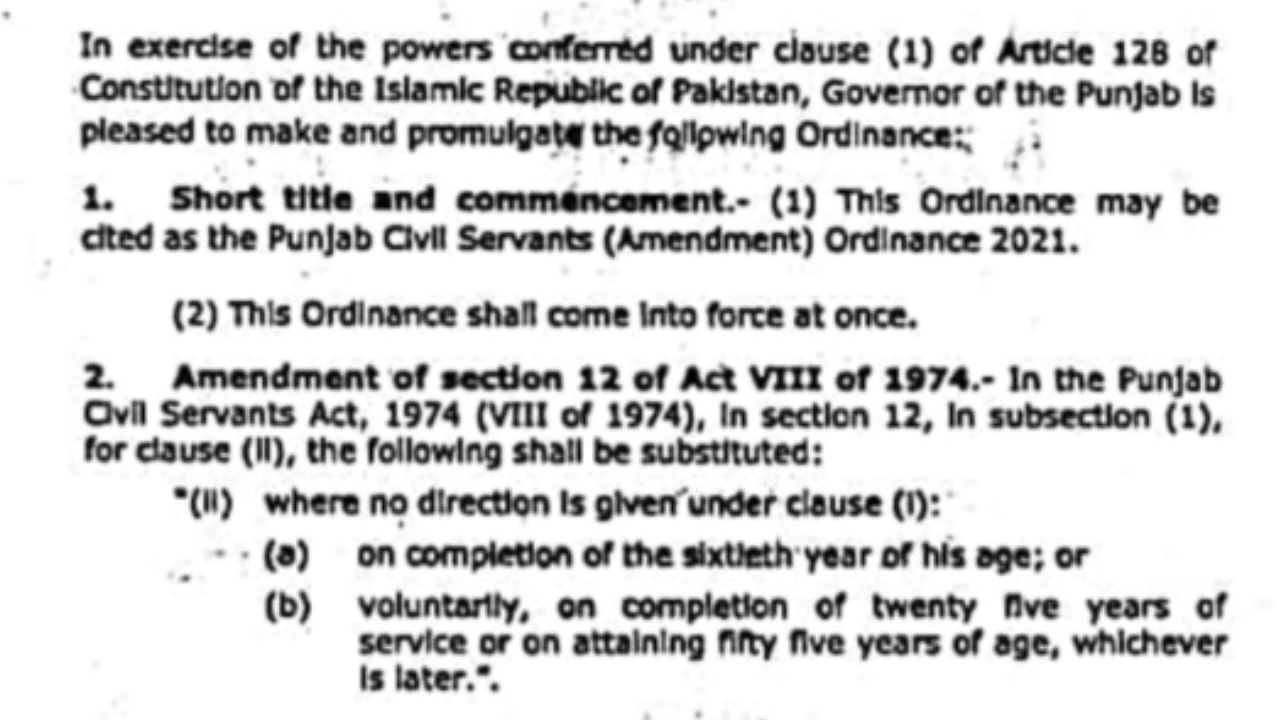 In exercise of the powers conferred under clause (1) of Article 128 of
Constitution of the Islamic Republic of Pakistan, Governor of the Punjab is
pleased to make and promulgate the following Ordinance:
1. Short title and commencement.- (1) This Ordinance may be
cited as the Punjab Civil Servants (Amendment) Ordinance 2021.
(2) This Ordinance shall come into force at once.
2. Amendment of section 12 of Act VIII of 1974.- In the Punjab
Civil Servants Act, 1974 (VIII of 1974), in section 12, in subsection (1),
for clause (ii), the following shall be substituted:
"(ii) where no direction is given under clause (i):
(a) on completion of the sixtieth year of his age; or
(b) voluntarily, on completion of twenty five years of
service or on attaining fifty five years of age, whichever
is later.".